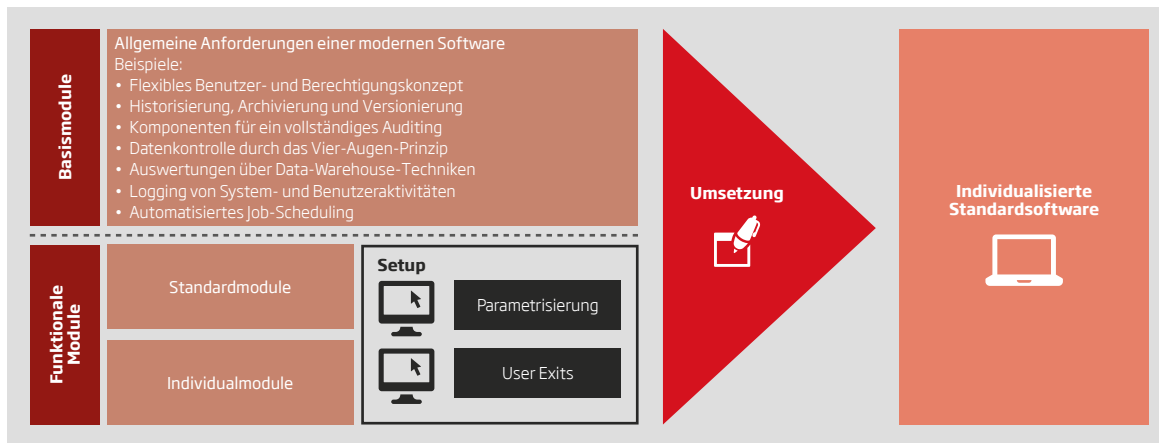 Basismodule
Allgemeine Anforderungen einer modernen Software
Beispiele:
• Flexibles Benutzer- und Berechtigungskonzept
• Historisierung, Archivierung und Versionierung
• Komponenten für ein vollständiges Auditing
• Datenkontrolle durch das Vier-Augen-Prinzip
• Auswertungen über Data-Warehouse-Techniken
• Logging von System- und Benutzeraktivitäten
• Automatisiertes Job-Scheduling
Funktionale
Module
Standardmodule
Individualmodule
Setup
Parametrisierung
User Exits
Umsetzung
Individualisierte
Standardsoftware